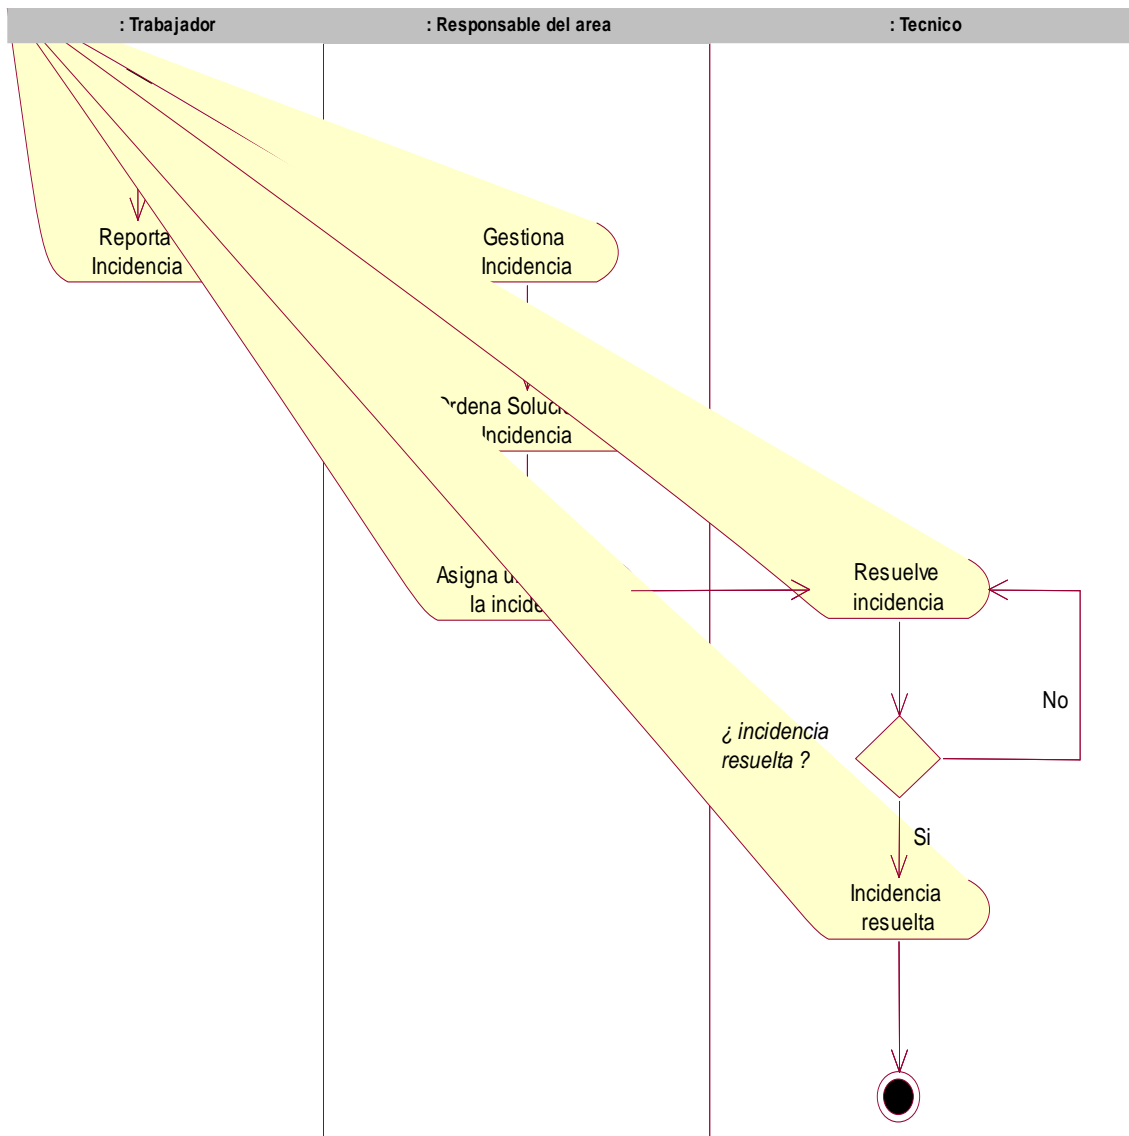 : Trabajador
: Responsable del area
: Tecnico
Reporta
Incidencia
Gestiona
Incidencia
Ordena
Incidencia
Asigna
la
Resuelve
incidencia
No
¿ incidencia
resuelta ?
Si
Incidencia
resuelta